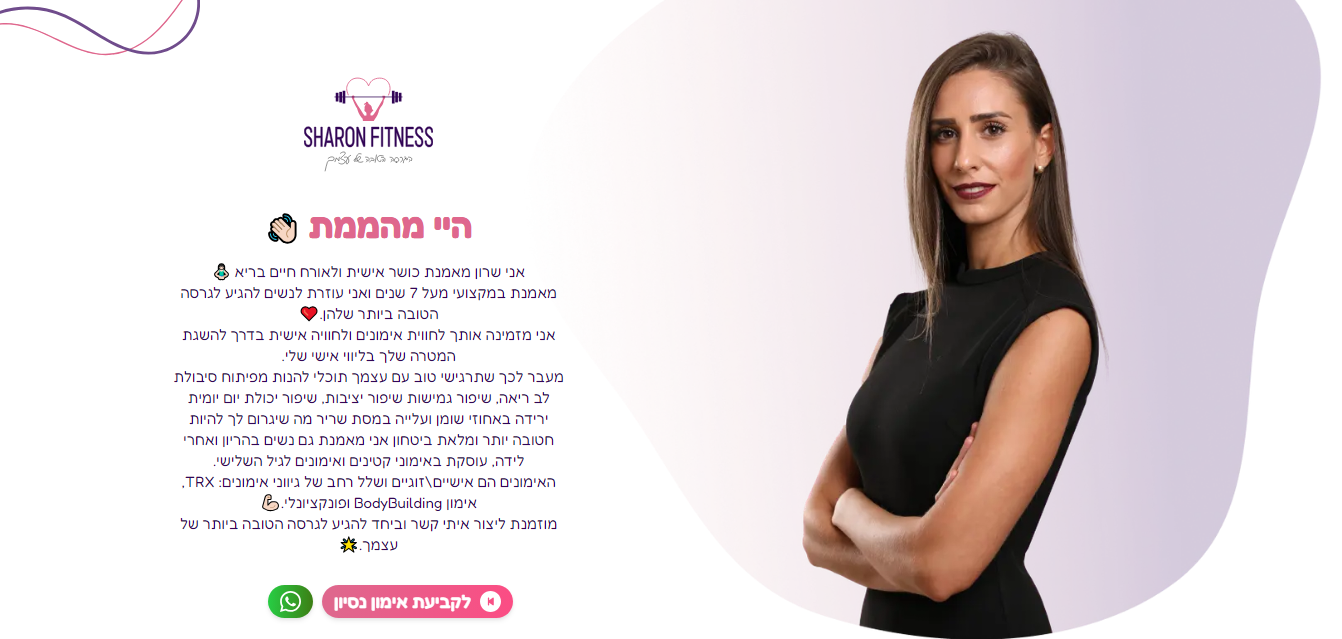 SHARON FITNESS
הגרסה הטובה של עצמך
היי מהממת 👋🏻
אני שרון מאמנת כושר אישית ולאורח חיים בריא
מאמנת במקצועי מעל 7 שנים ואני עוזרת לנשים להגיע לגרסה
הטובה ביותר שלהן.❤️
אני מזמינה אותך לחווית אימונים ולחוויה אישית בדרך להשגת
המטרה שלך בליווי אישי שלי.
מעבר לכך שתרגישי טוב עם עצמך תוכלי להנות מפיתוח סיבולת
לב ריאה, שיפור גמישות שיפור יציבות, שיפור יכולת יום יומית
ירידה באחוזי שומן ועלייה במסת שריר מה שיגרום לך להיות
חטובה יותר ומלאת ביטחון אני מאמנת גם נשים בהריון ואחרי
לידה, עוסקת באימוני קטינים ואימונים לגיל השלישי.
האימונים הם אישיים\זוגיים ושלל רחב של גיווני אימונים: TRX,
אימון BodyBuilding ופונקציונלי.💪🏻
מוזמנת ליצור איתי קשר וביחד להגיע לגרסה הטובה ביותר של
עצמך.🌟
לקביעת אימון נסיון